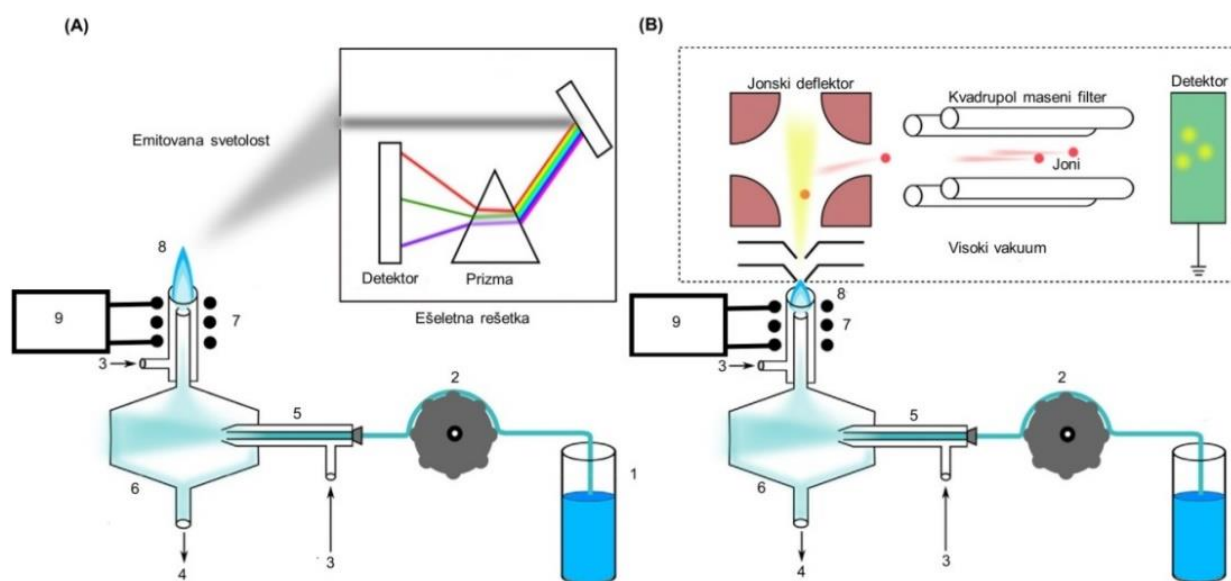 (A)
Emitovana svetolost
8
Detektor
Prizma
Ešeletna rešetka
9
7
3
2
5
6
1
4
3
(B)
Jonski deflektor
Kvadrupol maseni filter
Detektor
Joni
Visoki vakuum
8
9
7
3
2
5
6
1
4
3